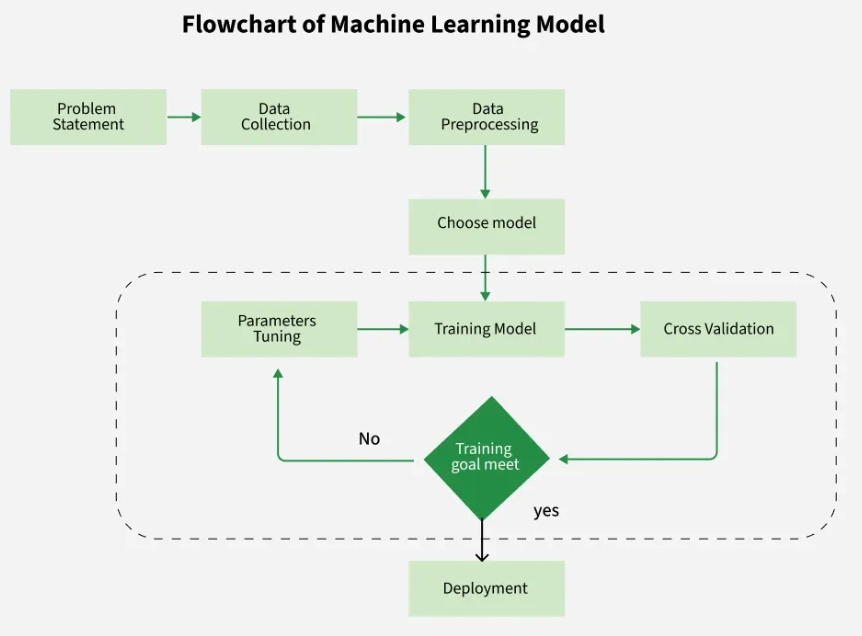 Flowchart of Machine Learning Model
Problem
Statement
Data
Collection
Data
Preprocessing
Choose model
Parameters
Tuning
Training Model
Cross Validation
No
Training
goal meet
yes
Deployment